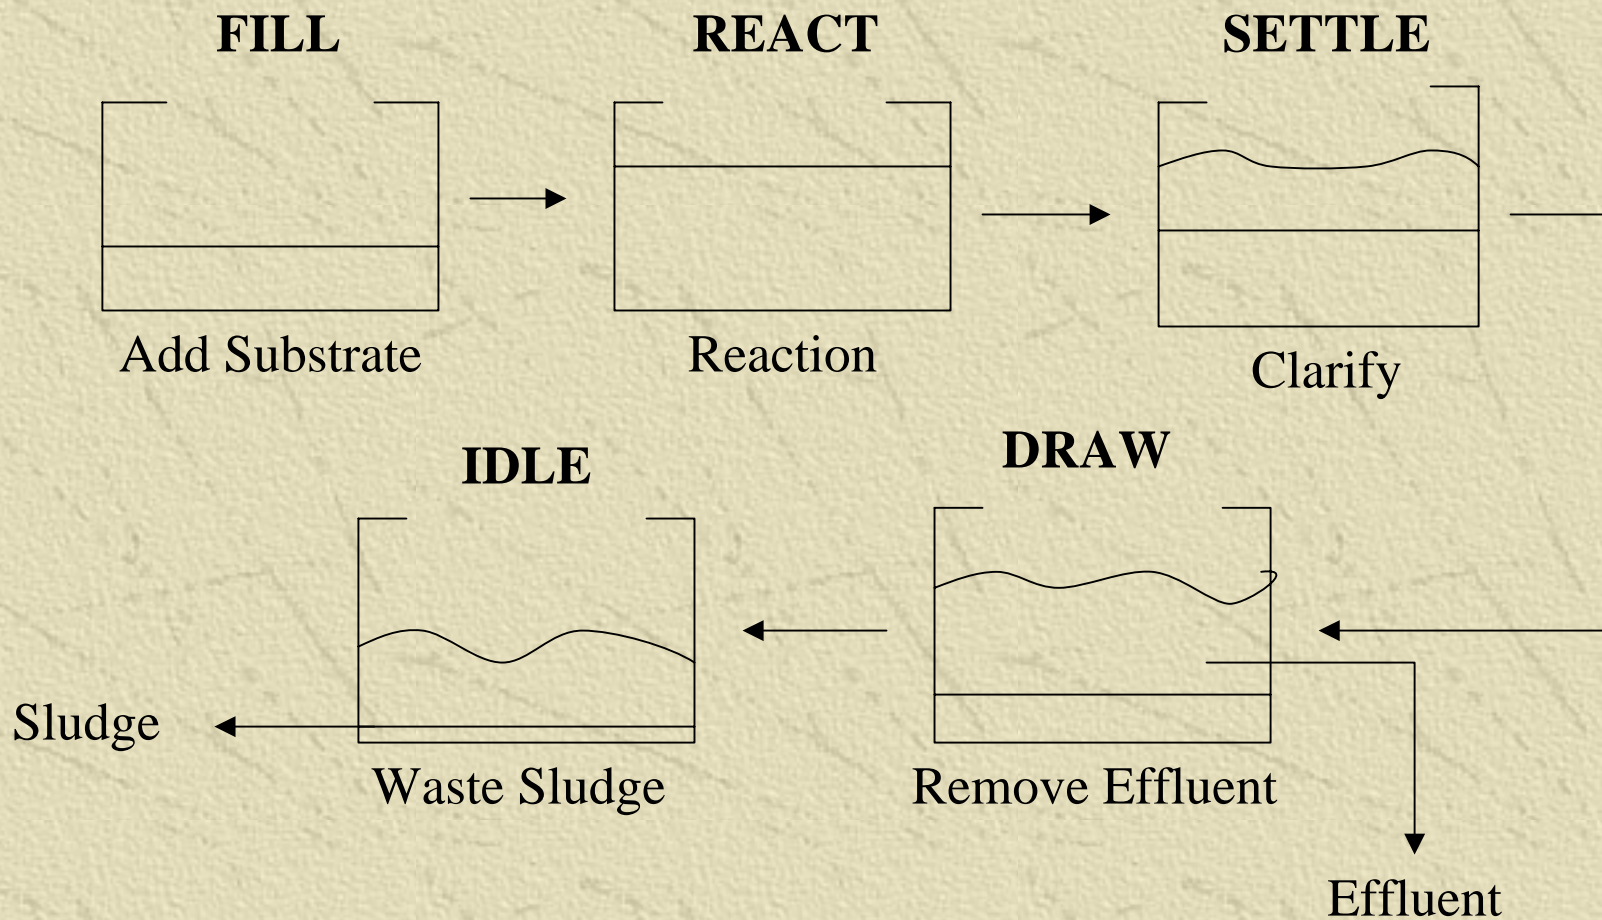 FILL
REACT
SETTLE
Add Substrate
Reaction
Clarify
IDLE
DRAW
Sludge
Waste Sludge
Remove Effluent
Effluent